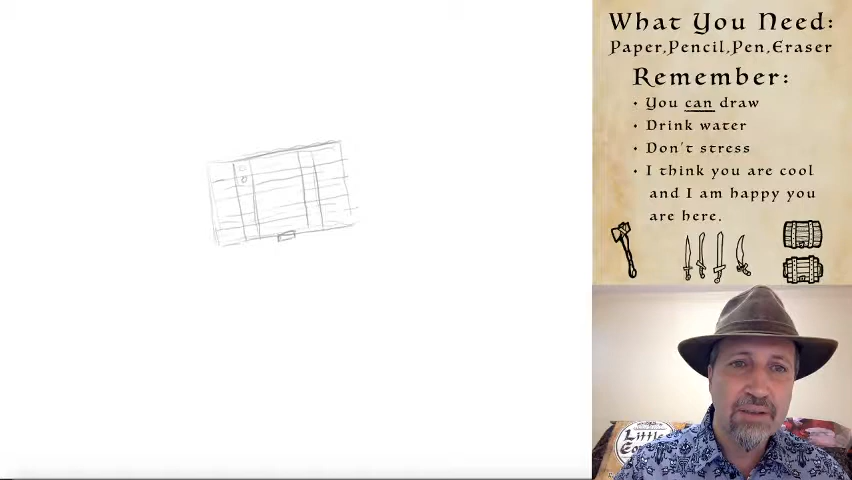 What You Need:
Paper,Pencil,Pen,Eraser
Remember:
• You can draw
• Drink water
• Don't stress
• I think you are cool
and I am happy you
are here.
Little